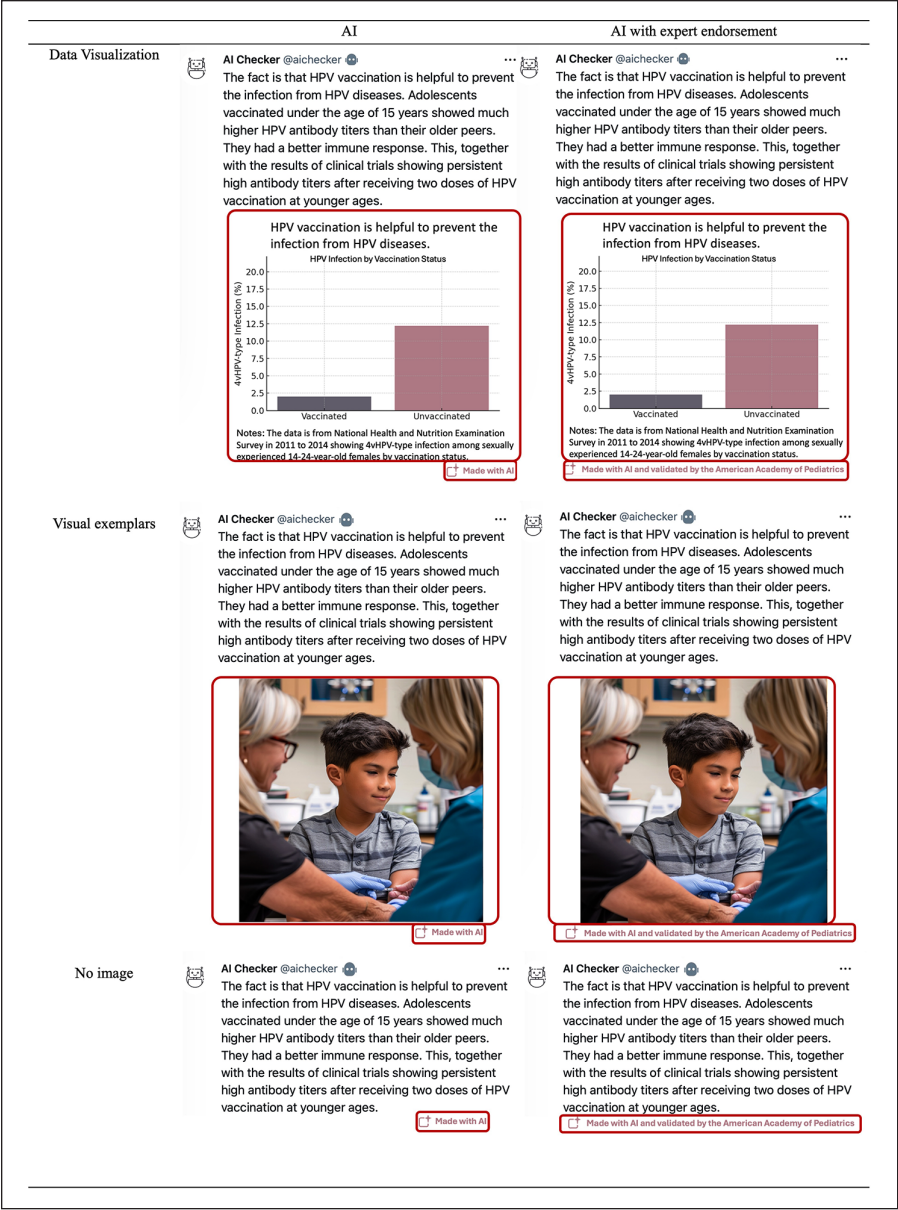 AI
AI with expert endorsement
Data Visualization
AI Checker @aichecker
The fact is that HPV vaccination is helpful to prevent
the infection from HPV diseases. Adolescents
vaccinated under the age of 15 years showed much
higher HPV antibody titers than their older peers.
They had a better immune response. This, together
with the results of clinical trials showing persistent
high antibody titers after receiving two doses of HPV
vaccination at younger ages.
HPV vaccination is helpful to prevent the
infection from HPV diseases.
HPV Infection by Vaccination Status
4vHPV-type Infection (%)
20.0
17.5
15.0
12.5
10.0
7.5
5.0
2.5
0.0
Vaccinated
Unvaccinated
Notes: The data is from National Health and Nutrition Examination
Survey in 2011 to 2014 showing 4vHPV-type infection among sexually
experienced 14-24-year-old females by vaccination status.
Made with AI
AI Checker @aichecker
The fact is that HPV vaccination is helpful to prevent
the infection from HPV diseases. Adolescents
vaccinated under the age of 15 years showed much
higher HPV antibody titers than their older peers.
They had a better immune response. This, together
with the results of clinical trials showing persistent
high antibody titers after receiving two doses of HPV
vaccination at younger ages.
HPV vaccination is helpful to prevent the
infection from HPV diseases.
HPV Infection by Vaccination Status
4vHPV-type Infection (%)
20.0
17.5
15.0
12.5
10.0
7.5
5.0
2.5
0.0
Vaccinated
Unvaccinated
Notes: The data is from National Health and Nutrition Examination
Survey in 2011 to 2014 showing 4vHPV-type infection among sexually
experienced 14-24-year-old females by vaccination status.
Made with AI and validated by the American Academy of Pediatrics
Visual exemplars
AI Checker @aichecker
The fact is that HPV vaccination is helpful to prevent
the infection from HPV diseases. Adolescents
vaccinated under the age of 15 years showed much
higher HPV antibody titers than their older peers.
They had a better immune response. This, together
with the results of clinical trials showing persistent
high antibody titers after receiving two doses of HPV
vaccination at younger ages.
Made with AI
AI Checker @aichecker
The fact is that HPV vaccination is helpful to prevent
the infection from HPV diseases. Adolescents
vaccinated under the age of 15 years showed much
higher HPV antibody titers than their older peers.
They had a better immune response. This, together
with the results of clinical trials showing persistent
high antibody titers after receiving two doses of HPV
vaccination at younger ages.
Made with AI and validated by the American Academy of Pediatrics
No image
AI Checker @aichecker
The fact is that HPV vaccination is helpful to prevent
the infection from HPV diseases. Adolescents
vaccinated under the age of 15 years showed much
higher HPV antibody titers than their older peers.
They had a better immune response. This, together
with the results of clinical trials showing persistent
high antibody titers after receiving two doses of HPV
vaccination at younger ages.
Made with AI
AI Checker @aichecker
The fact is that HPV vaccination is helpful to prevent
the infection from HPV diseases. Adolescents
vaccinated under the age of 15 years showed much
higher HPV antibody titers than their older peers.
They had a better immune response. This, together
with the results of clinical trials showing persistent
high antibody titers after receiving two doses of HPV
vaccination at younger ages.
Made with AI and validated by the American Academy of Pediatrics